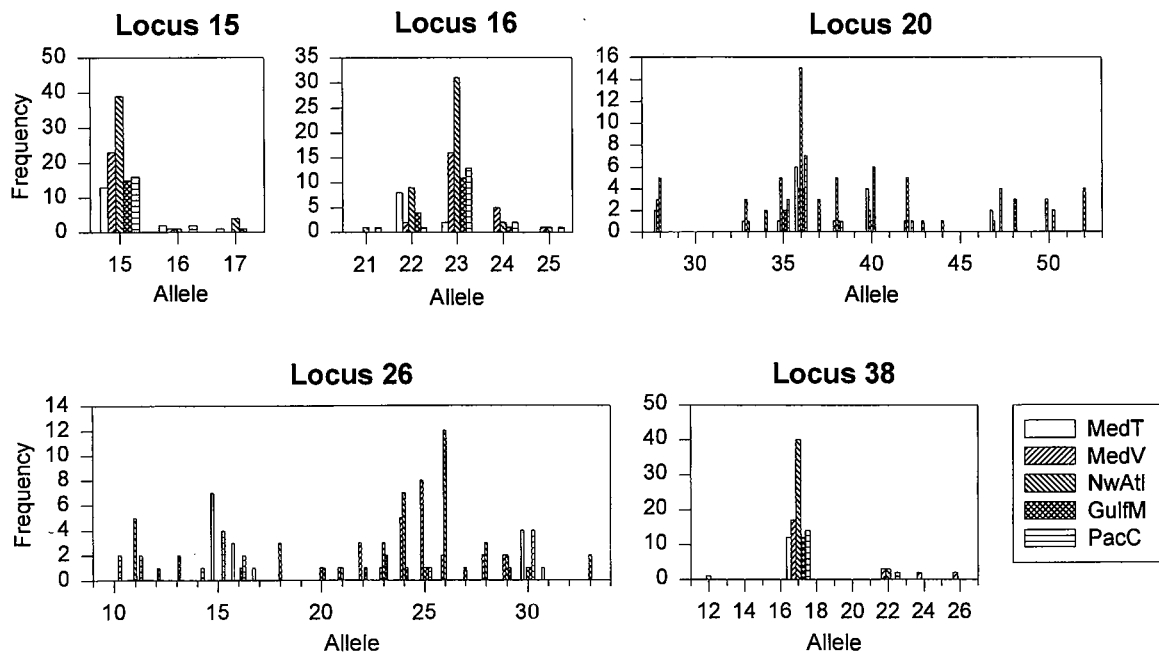 Locus 15
Locus 16
Locus 20
Frequency
50
40
30
20
10
0
15 16 17
Allele
35
30
25
20
15
10
5
0
21 22 23 24 25
Allele
16
14
12
10
8
6
4
2
0
30 35 40 45 50
Allele
Locus 26
Locus 38
Frequency
14
12
10
8
6
4
2
0
10 15 20 25 30
Allele
50
40
30
20
10
0
12 14 16 18 20 22 24 26
Allele
MedT
MedV
NwAtl
GulfM
PacC